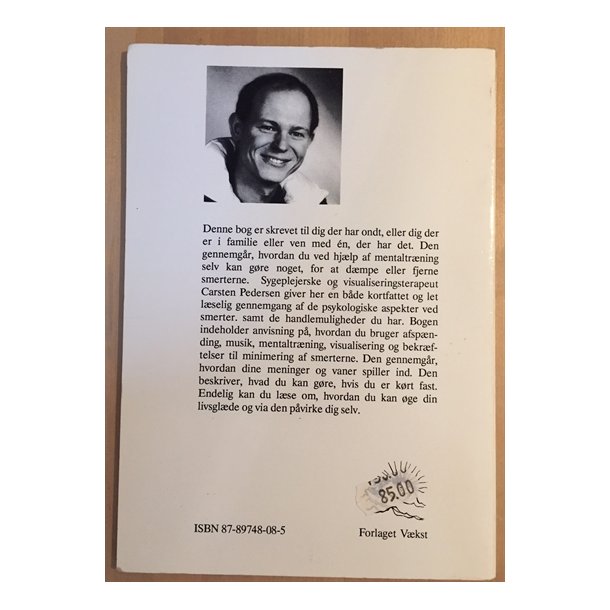 Denne bog er skrevet til dig der har ondt, eller dig der
er i familie eller ven med én, der har det. Den
gennemgår, hvordan du ved hjælp af mentaltræning
selv kan gøre noget, for at dæmpe eller fjerne
smerterne. Sygeplejerske og visualiseringsterapeut
Carsten Pedersen giver her en både kortfattet og let
læselig gennemgang af de psykologiske aspekter ved
smerter. samt de handlemuligheder du har. Bogen
indeholder anvisning på, hvordan du bruger afspæn-
ding, musik, mentaltræning, visualisering og bekræf-
telser til minimering af smerterne. Den gennemgår,
hvordan dine meninger og vaner spiller ind. Den
beskriver, hvad du kan gøre, hvis du er kørt fast.
Endelig kan du læse om, hvordan du kan øge din
livsglæde og via den påvirke dig selv.
85.00
ISBN 87-89748-08-5
Forlaget Vækst